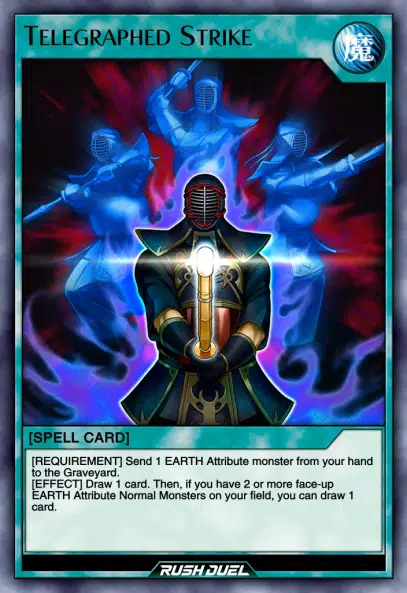 Telegraphed Strike
魔
[SPELL CARD]
[REQUIREMENT] Send 1 EARTH Attribute monster from your hand
to the Graveyard.
[EFFECT] Draw 1 card. Then, if you have 2 or more face-up
EARTH Attribute Normal Monsters on your field, you can draw 1
card.
RUSH DUEL